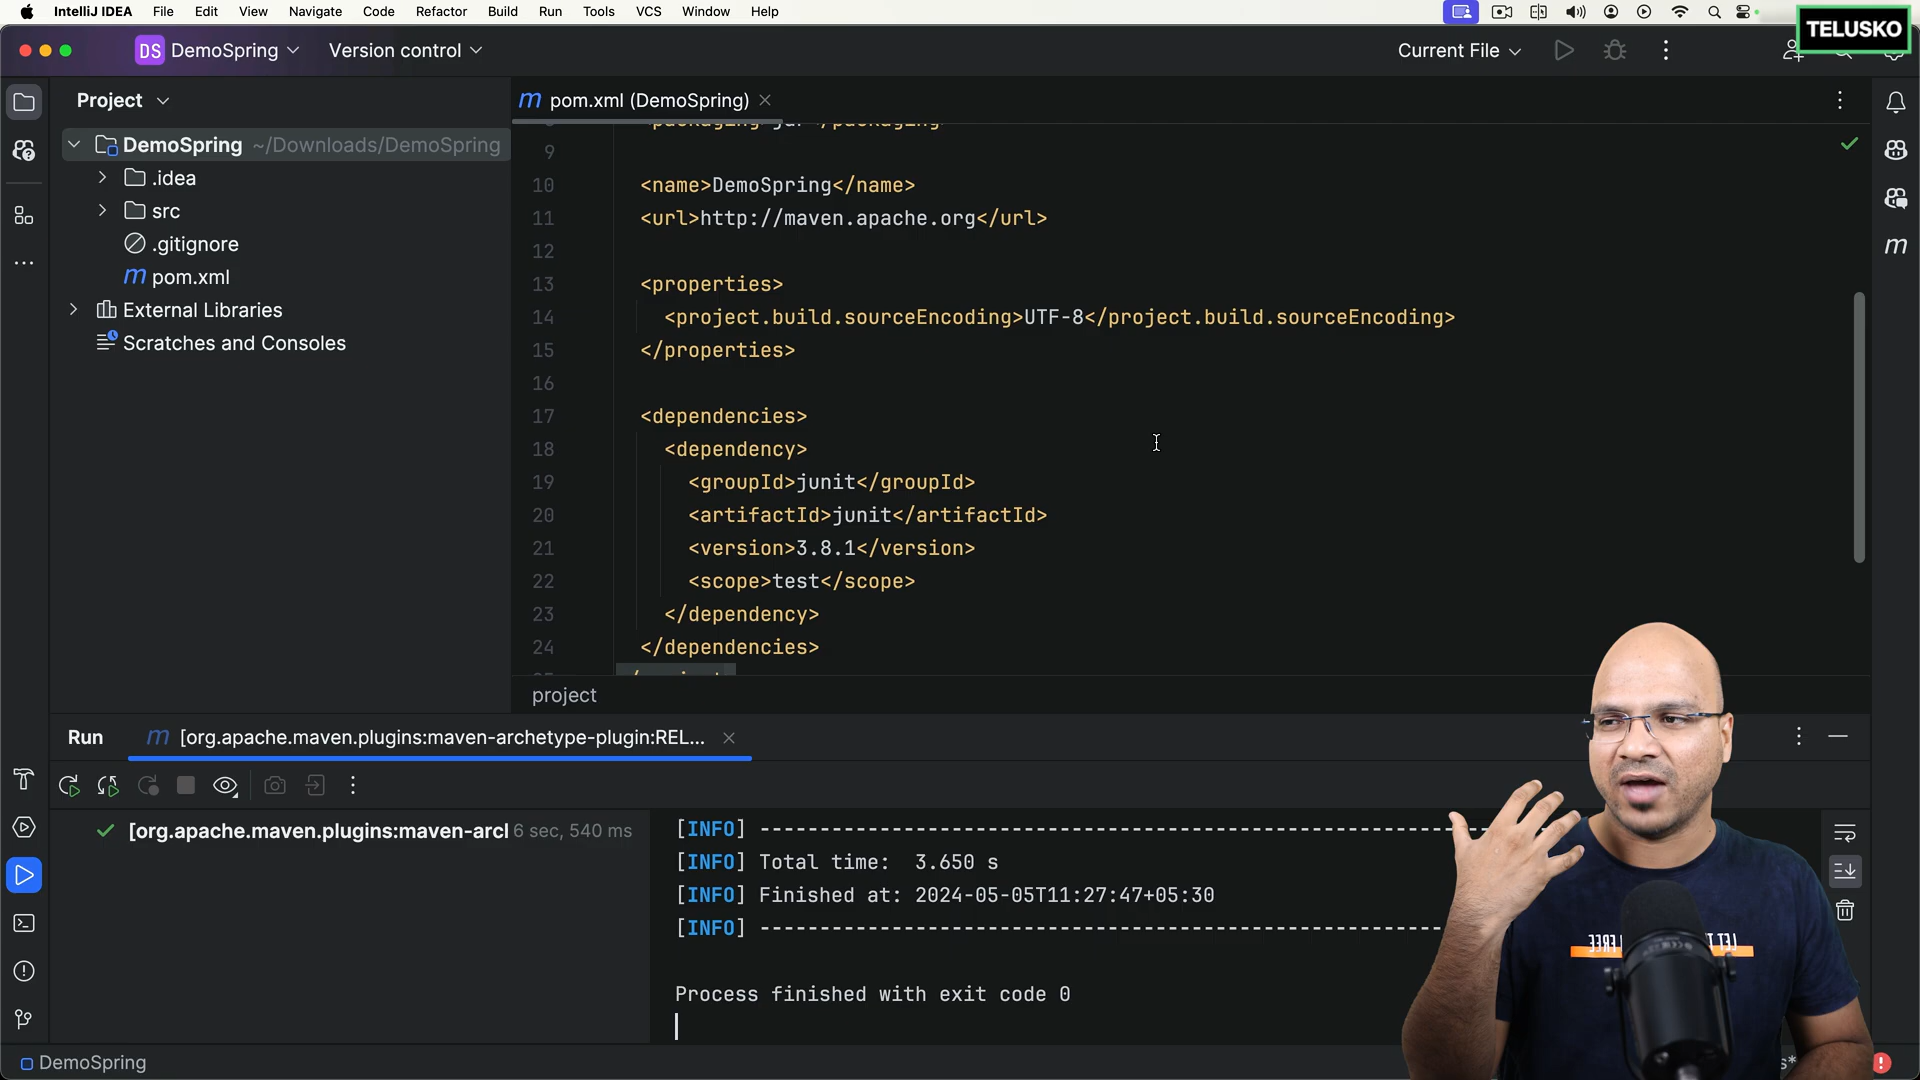 IntelliJ IDEA File Edit View Navigate Code Refactor Build Run Tools VCS Window Help
TELUSKO
DS DemoSpring Version control Current File
Project
pom.xml (DemoSpring)
DemoSpring ~/Downloads/DemoSpring
.idea
src
.gitignore
pom.xml
External Libraries
Scratches and Consoles
9
10 <name>DemoSpring</name>
11 <url>http://maven.apache.org</url>
12
13 <properties>
14 <project.build.sourceEncoding>UTF-8</project.build.sourceEncoding>
15 </properties>
16
17 <dependencies>
18 <dependency>
19 <groupId>junit</groupId>
20 <artifactId>junit</artifactId>
21 <version>3.8.1</version>
22 <scope>test</scope>
23 </dependency>
24 </dependencies>
project
Run [org.apache.maven.plugins:maven-archetype-plugin:REL...
[org.apache.maven.plugins:maven-arcl 6 sec, 540 ms
[INFO] ---------------------------------------------------------
[INFO] Total time:  3.650 s
[INFO] Finished at: 2024-05-05T11:27:47+05:30
[INFO] ---------------------------------------------------------
Process finished with exit code 0
DemoSpring